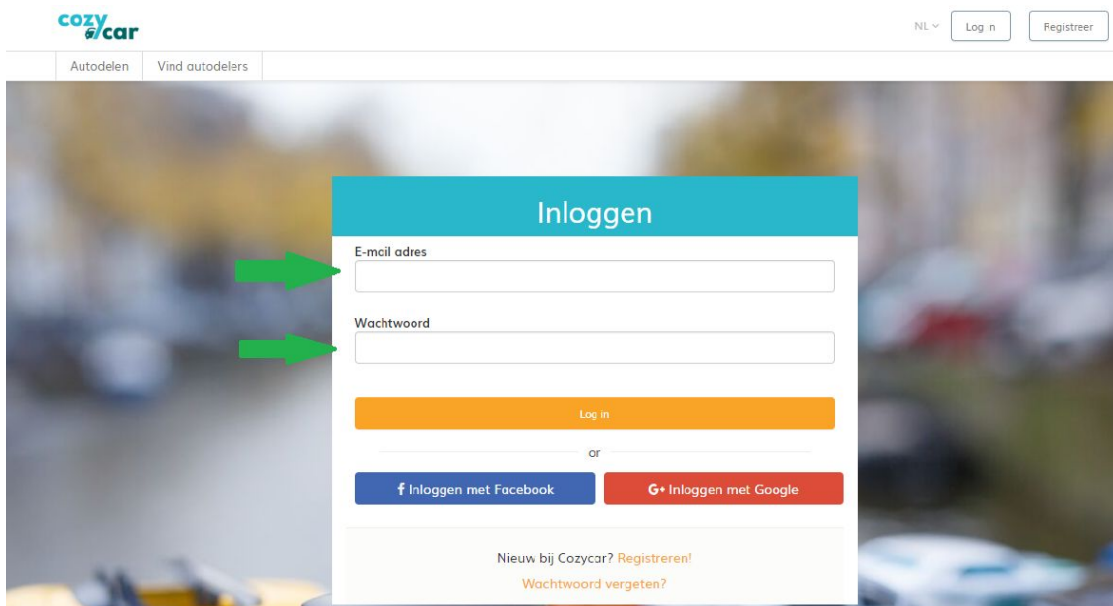 cozy
car
NL
Log in
Registreer
Autodelen
Vind autodelers
Inloggen
E-mail adres
Wachtwoord
Log in
or
f Inloggen met Facebook
G+ Inloggen met Google
Nieuw bij Cozycar? Registreren!
Wachtwoord vergeten?